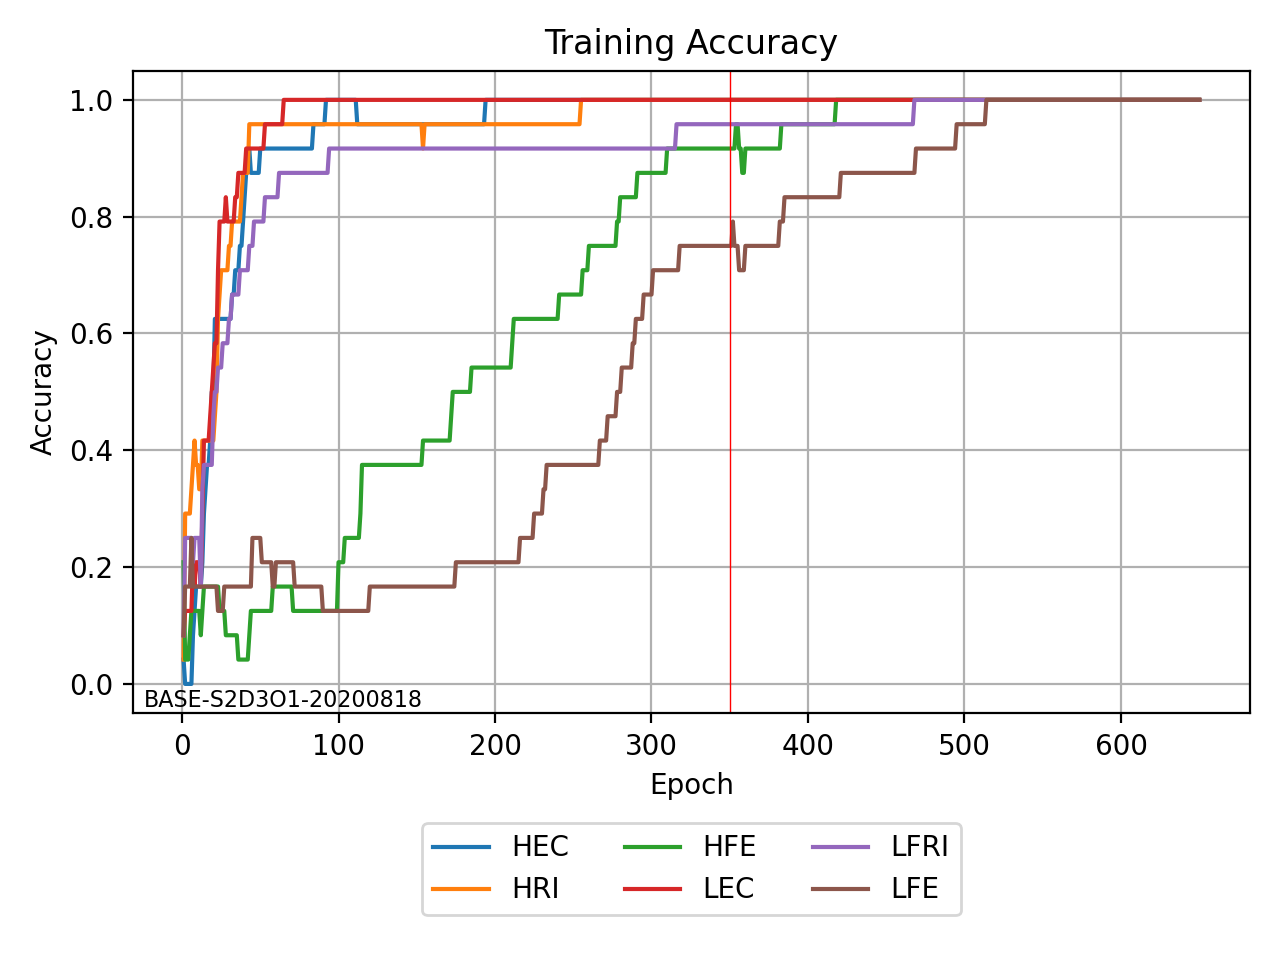 Training Accuracy
Accuracy
1.0
0.8
0.6
0.4
0.2
0.0
BASE-S2D3O1-20200818
0 100 200 300 400 500 600
Epoch
HEC HFE LFRI
HRI LEC LFE